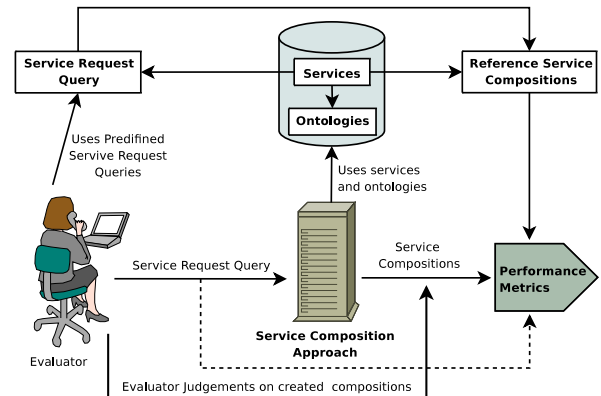 Service Request
Query
Services
Ontologies
Reference Service
Compositions
Uses Predifined
Servive Request
Queries
Uses services
and ontologies
Service Request Query
Service
Compositions
Performance
Metrics
Service Composition
Approach
Evaluator
Evaluator Judgements on created compositions